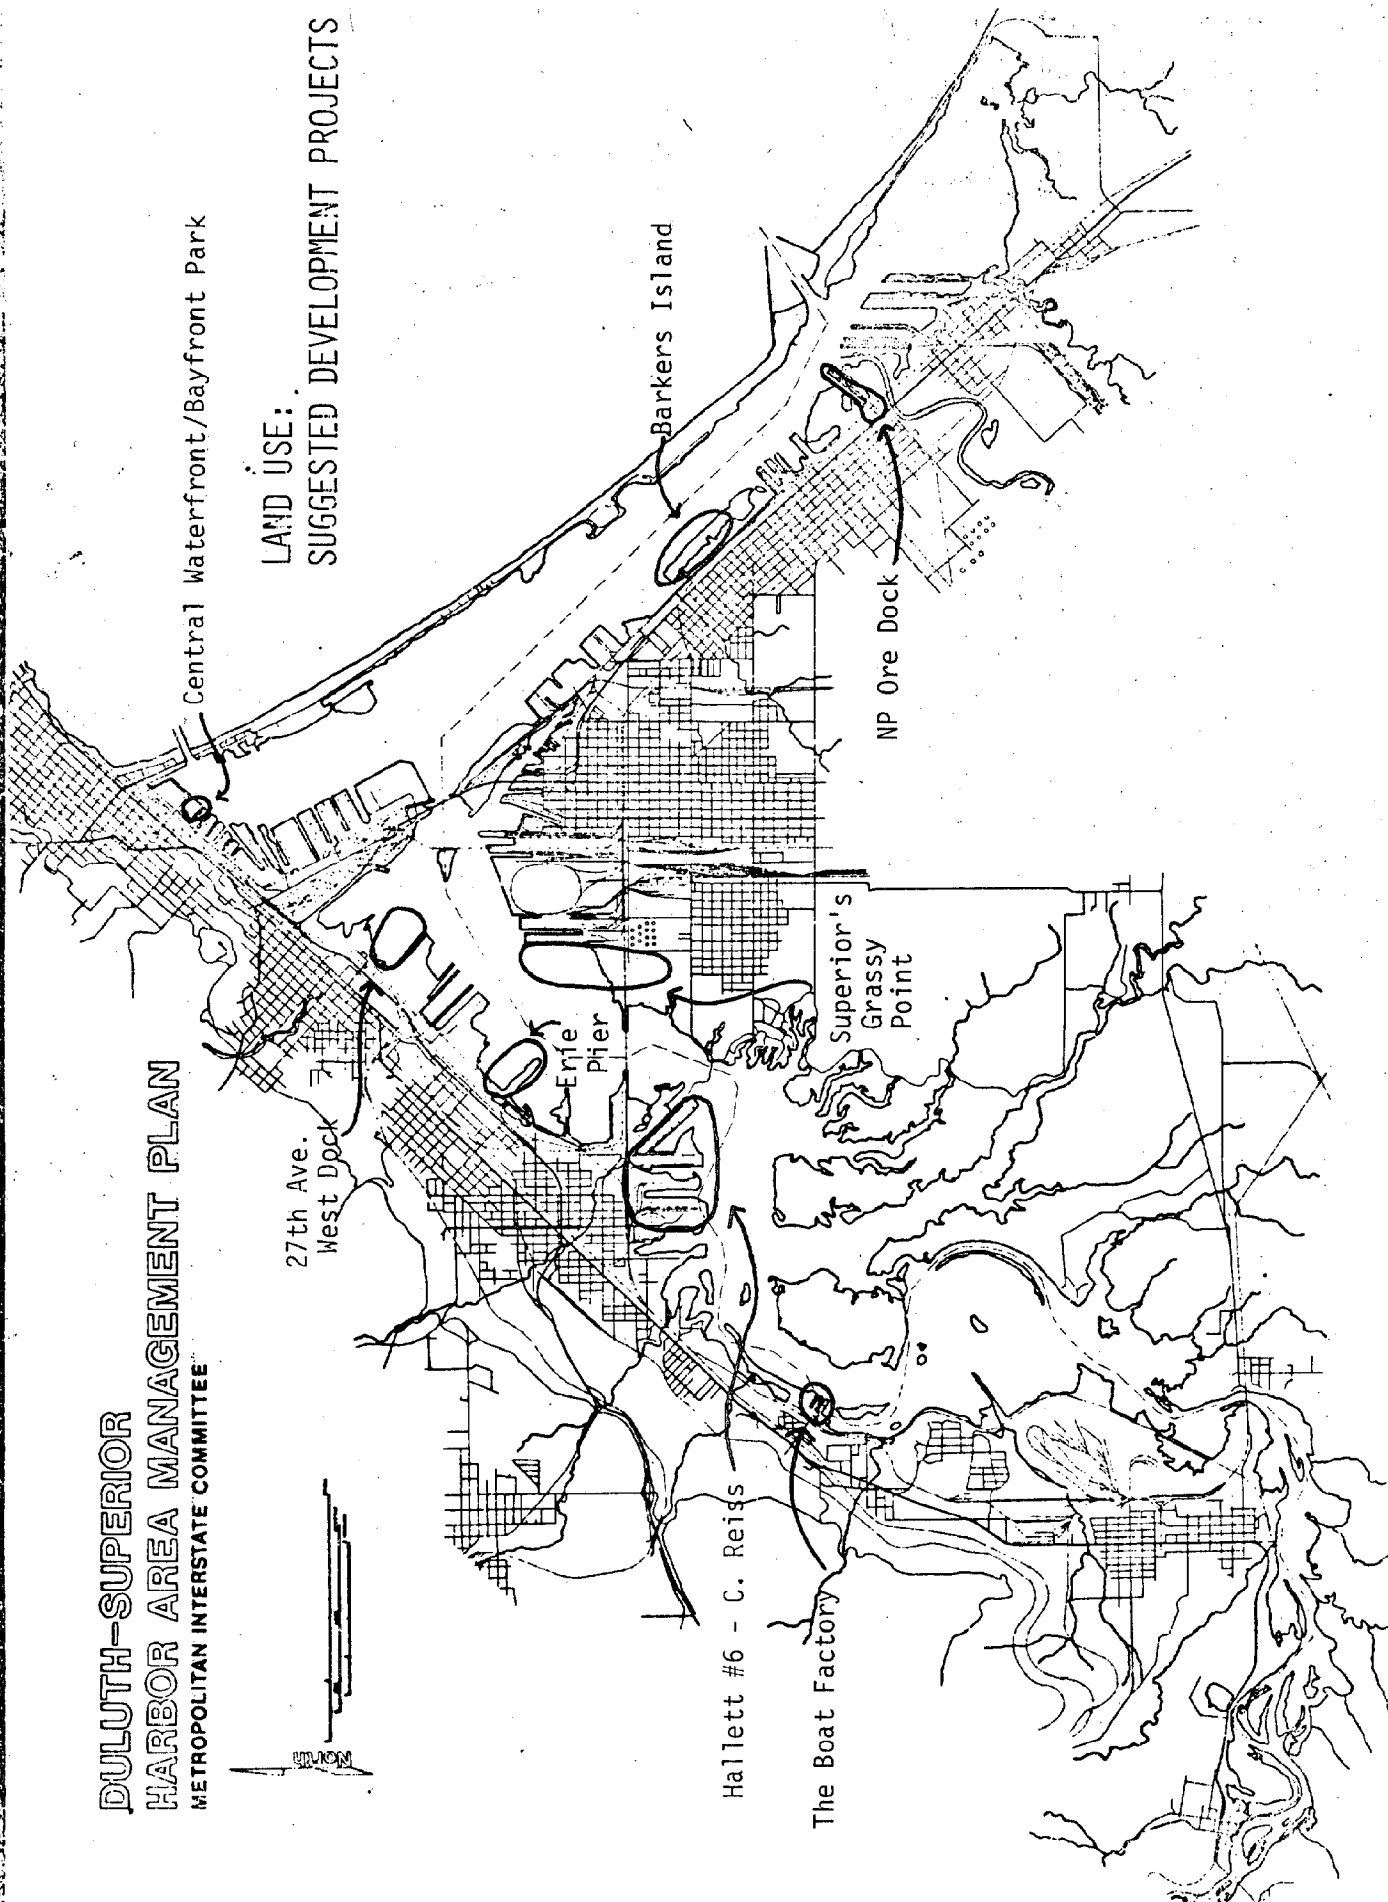 DULUTH-SUPERIOR
HARBOR AREA MANAGEMENT PLAN
METROPOLITAN INTERSTATE COMMITTEE
NORTH
LAND USE:
SUGGESTED DEVELOPMENT PROJECTS
Central Waterfront/Bayfront Park
27th Ave.
West Dock
Erie
Pier
Barkers Island
NP Ore Dock
Superior's
Grassy
Point
Hallett #6 - C. Reiss
The Boat Factory